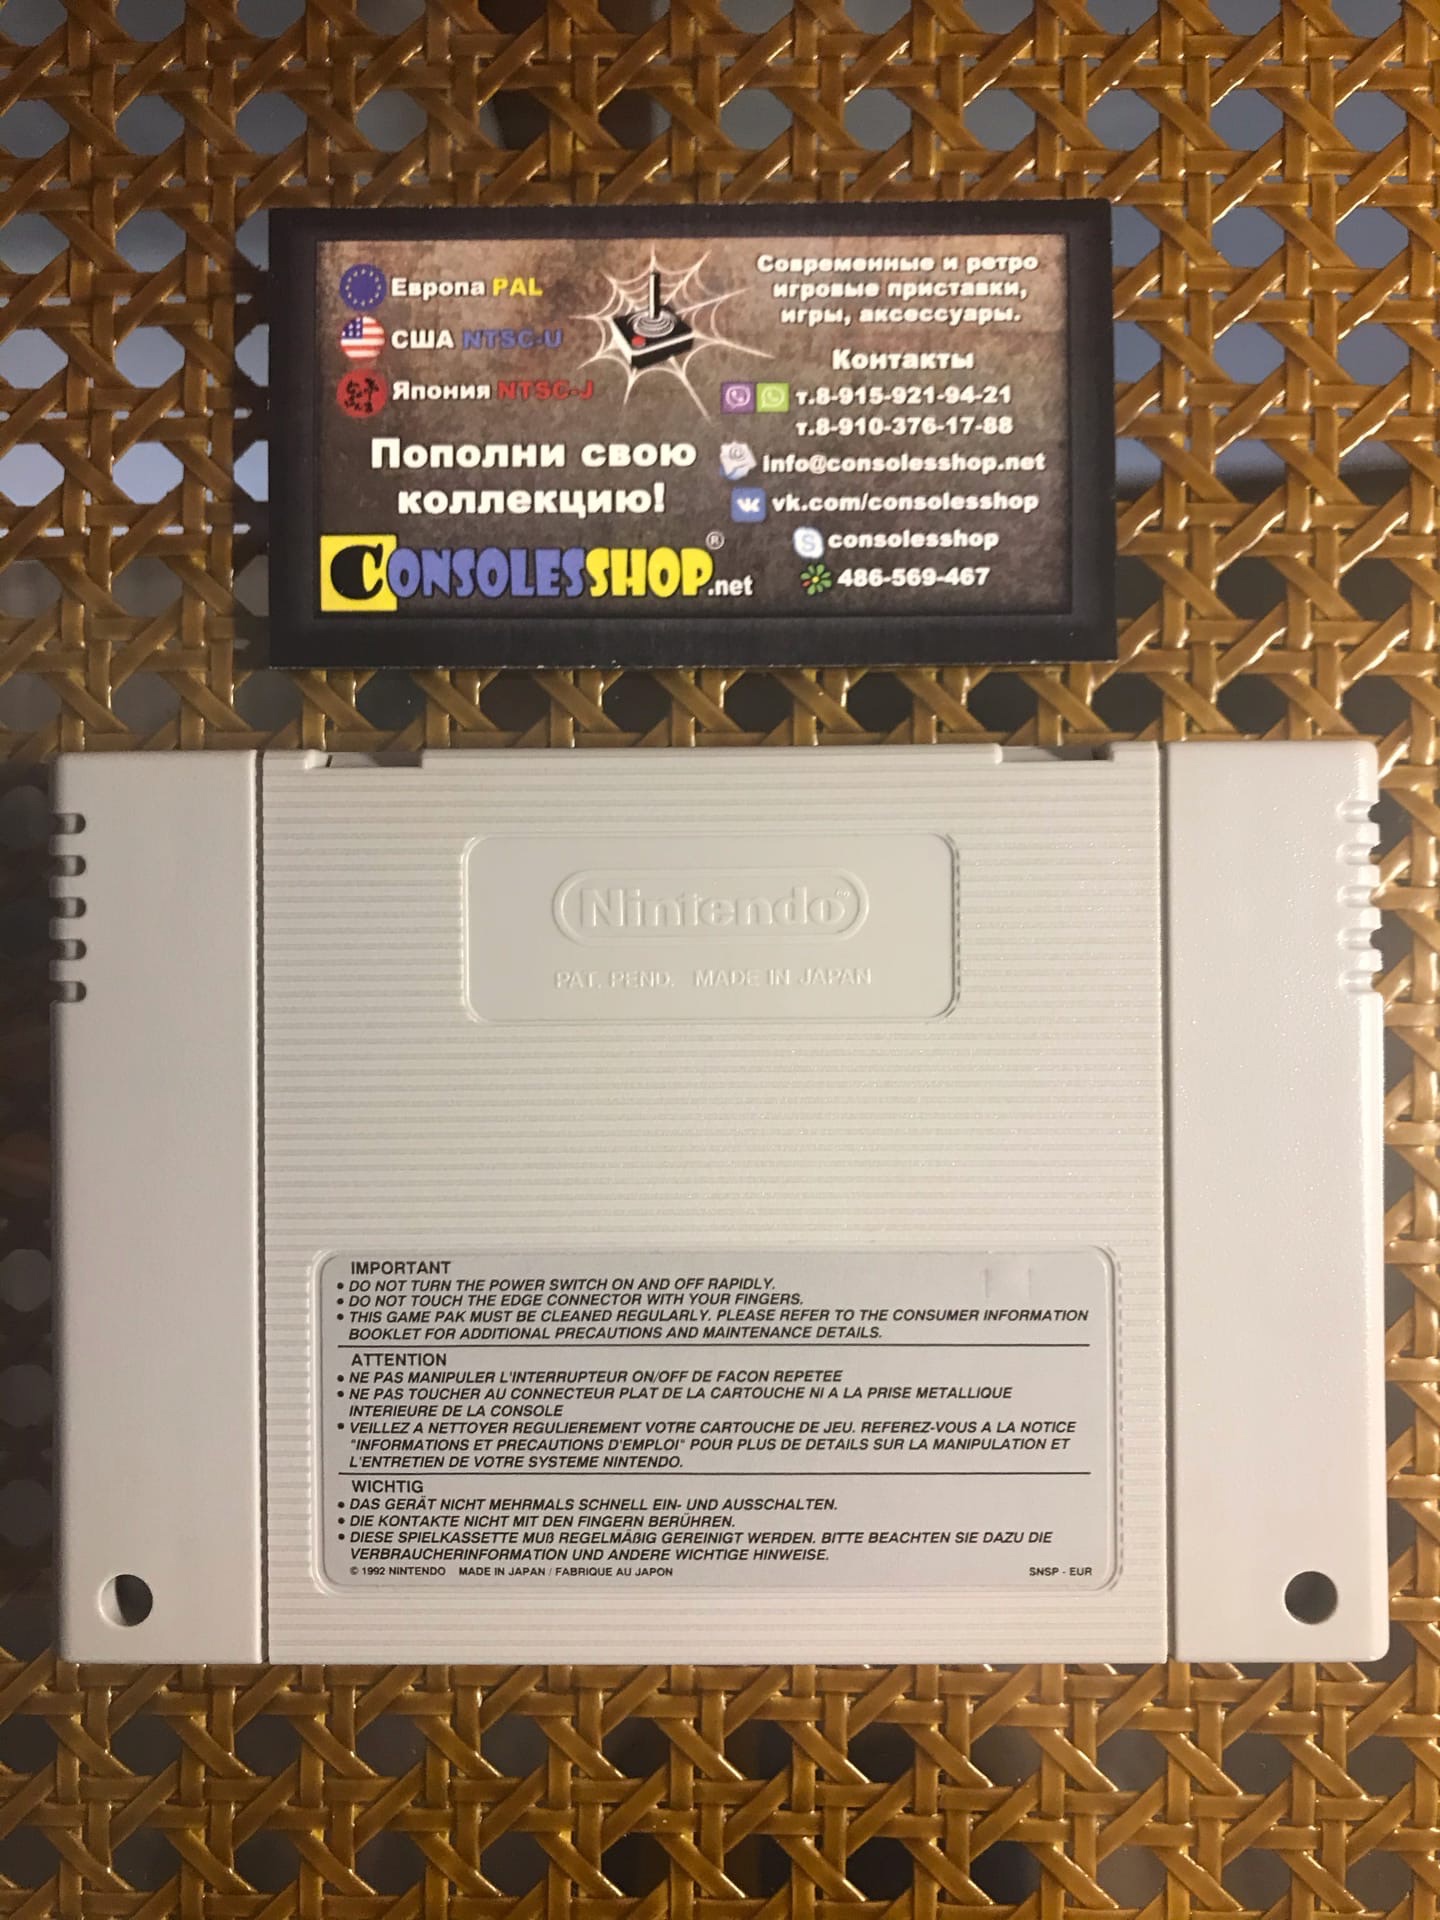 Европа PAL
США NTSC-U
Япония NTSC-J
Пополни свою
коллекцию!
CONSOLESSHOP®.net
Современные и ретро
игровые приставки,
игры, аксессуары.
Контакты
т.8-915-921-94-21
т.8-910-376-17-88
info@consolesshop.net
vk.com/consolesshop
consolesshop
486-569-467
Nintendo
PAT. PEND. MADE IN JAPAN
IMPORTANT
• DO NOT TURN THE POWER SWITCH ON AND OFF RAPIDLY.
• DO NOT TOUCH THE EDGE CONNECTOR WITH YOUR FINGERS.
• THIS GAME PAK MUST BE CLEANED REGULARLY. PLEASE REFER TO THE CONSUMER INFORMATION
BOOKLET FOR ADDITIONAL PRECAUTIONS AND MAINTENANCE DETAILS.
ATTENTION
• NE PAS MANIPULER L'INTERRUPTEUR ON/OFF DE FACON REPETEE
• NE PAS TOUCHER AU CONNECTEUR PLAT DE LA CARTOUCHE NI A LA PRISE METALLIQUE
INTERIEURE DE LA CONSOLE
• VEILLEZ A NETTOYER REGULIEREMENT VOTRE CARTOUCHE DE JEU. REFEREZ-VOUS A LA NOTICE
"INFORMATIONS ET PRECAUTIONS D'EMPLOI" POUR PLUS DE DETAILS SUR LA MANIPULATION ET
L'ENTRETIEN DE VOTRE SYSTEME NINTENDO.
WICHTIG
• DAS GERÄT NICHT MEHRMALS SCHNELL EIN- UND AUSSCHALTEN.
• DIE KONTAKTE NICHT MIT DEN FINGERN BERÜHREN.
• DIESE SPIELKASSETTE MUß REGELMÄßIG GEREINIGT WERDEN. BITTE BEACHTEN SIE DAZU DIE
VERBRAUCHERINFORMATION UND ANDERE WICHTIGE HINWEISE.
© 1992 NINTENDO MADE IN JAPAN / FABRIQUE AU JAPON SNSP - EUR